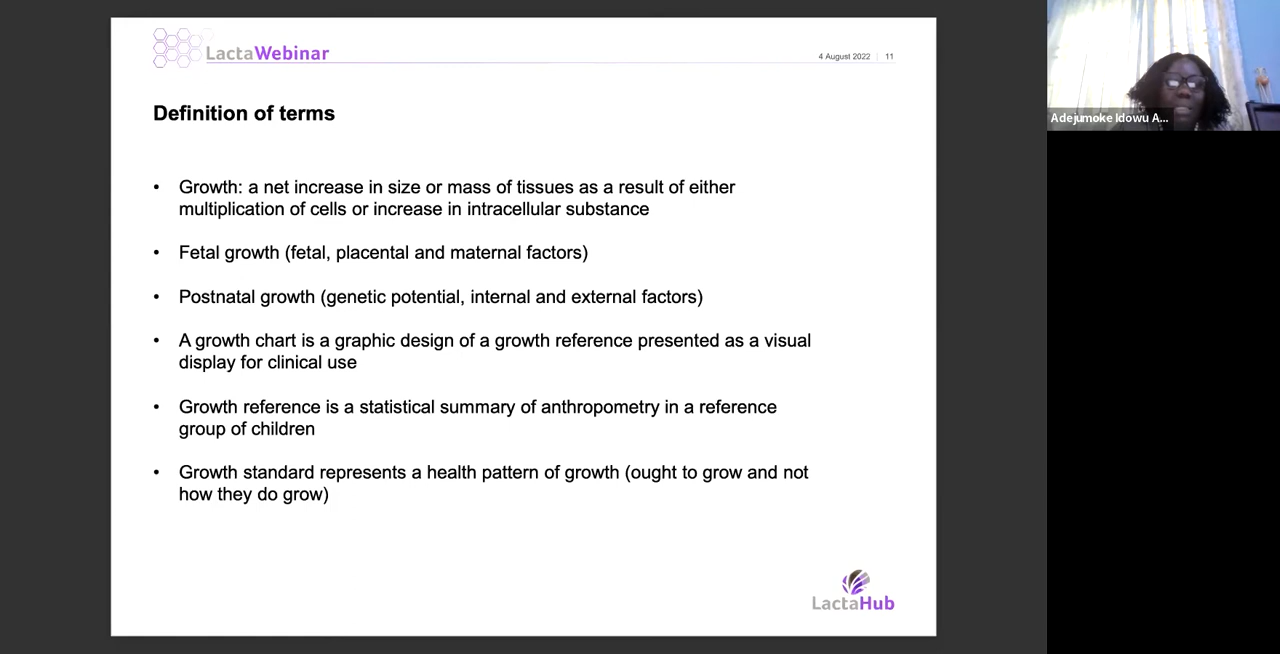 LactaWebinar
4 August 2022 | 11
Definition of terms
• Growth: a net increase in size or mass of tissues as a result of either
multiplication of cells or increase in intracellular substance
• Fetal growth (fetal, placental and maternal factors)
• Postnatal growth (genetic potential, internal and external factors)
• A growth chart is a graphic design of a growth reference presented as a visual
display for clinical use
• Growth reference is a statistical summary of anthropometry in a reference
group of children
• Growth standard represents a health pattern of growth (ought to grow and not
how they do grow)
LactaHub
Adejumoke Idowu A...